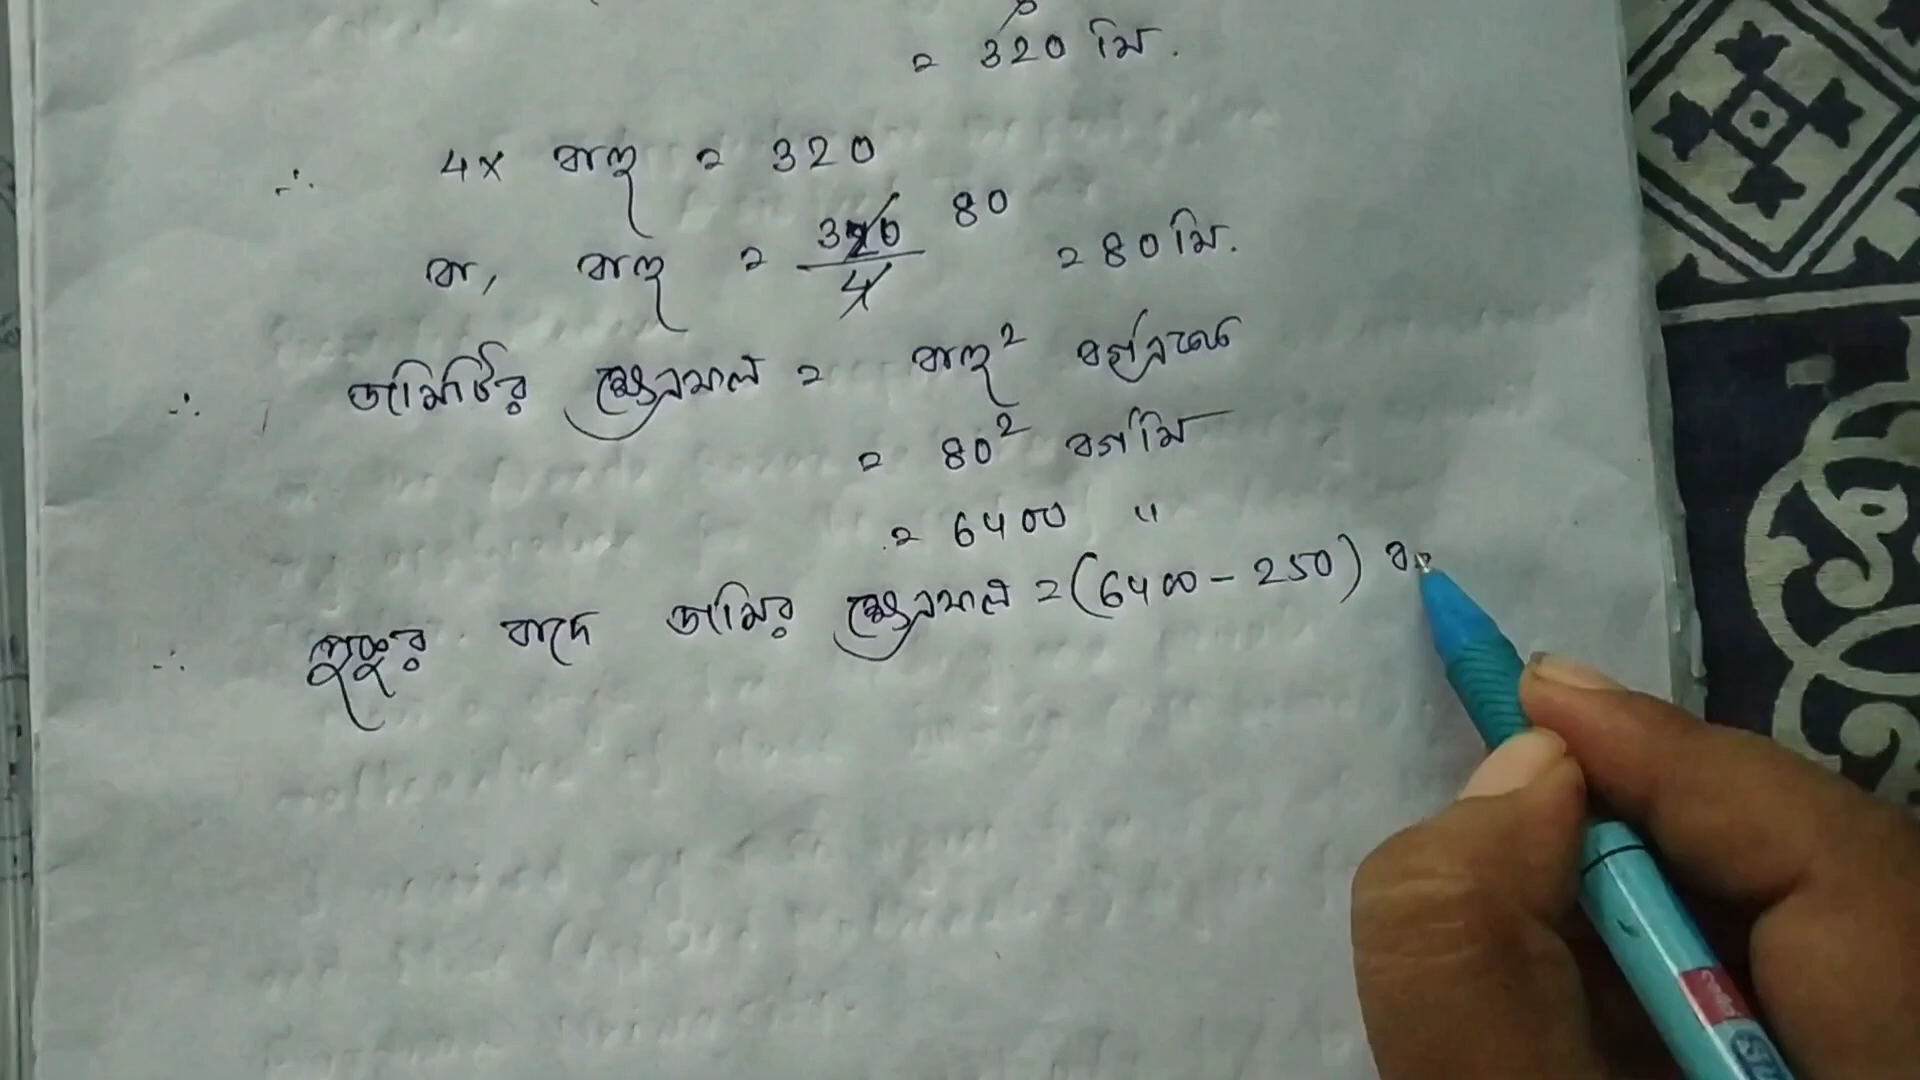 = 320 মি.
∴ 4× বাহু = 320
বা, বাহু = 320/4 80 = 80 মি.
∴ জমিটির ক্ষেত্রফল = বাহু² বর্গএকক
= 80² বর্গমি
= 6400 "
∴ পুকুর বাদে জমির ক্ষেত্রফল = (6400 - 250) ব